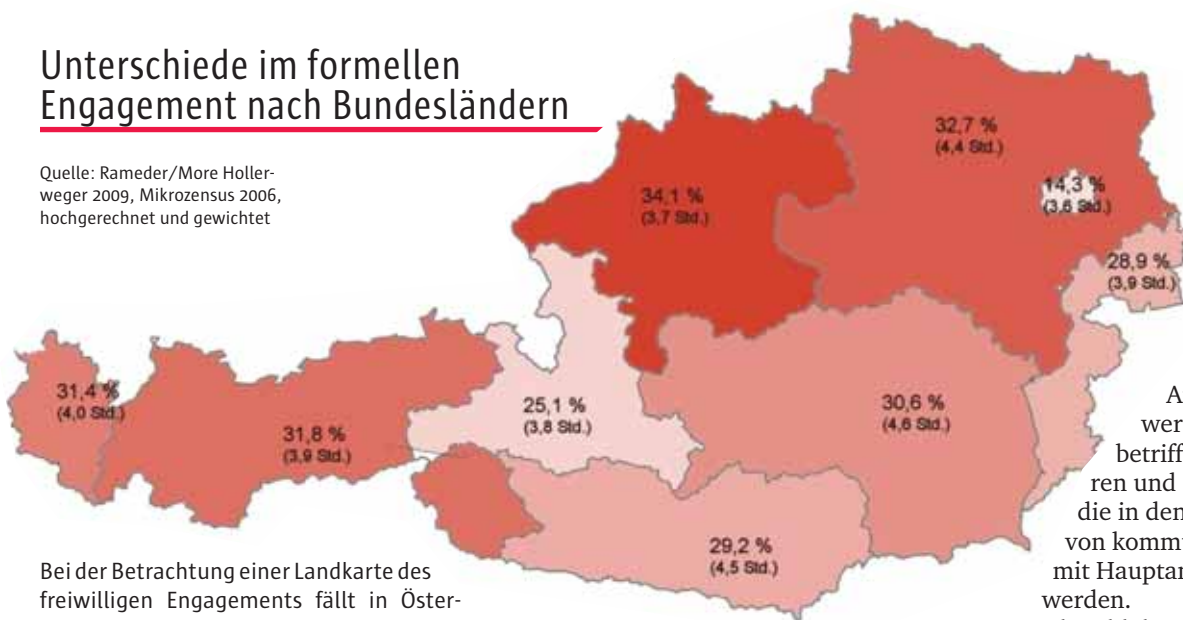 Unterschiede im formellen
Engagement nach Bundesländern
Quelle: Rameder/More Holler-
weger 2009, Mikrozensus 2006,
hochgerechnet und gewichtet
32,7 %
(4,4 Std.)
14,3 %
(3,6 Std.)
34,1 %
(3,7 Std.)
28,9 %
(3,9 Std.)
31,4 %
(4,0 Std.)
31,8 %
(3,9 Std.)
25,1 %
(3,8 Std.)
30,6 %
(4,6 Std.)
29,2 %
(4,5 Std.)
Bei der Betrachtung einer Landkarte des
freiwilligen Engagements fällt in Öster-
A
wer
betriff
ren und
die in den
von komm
mit Hauptar
werden.